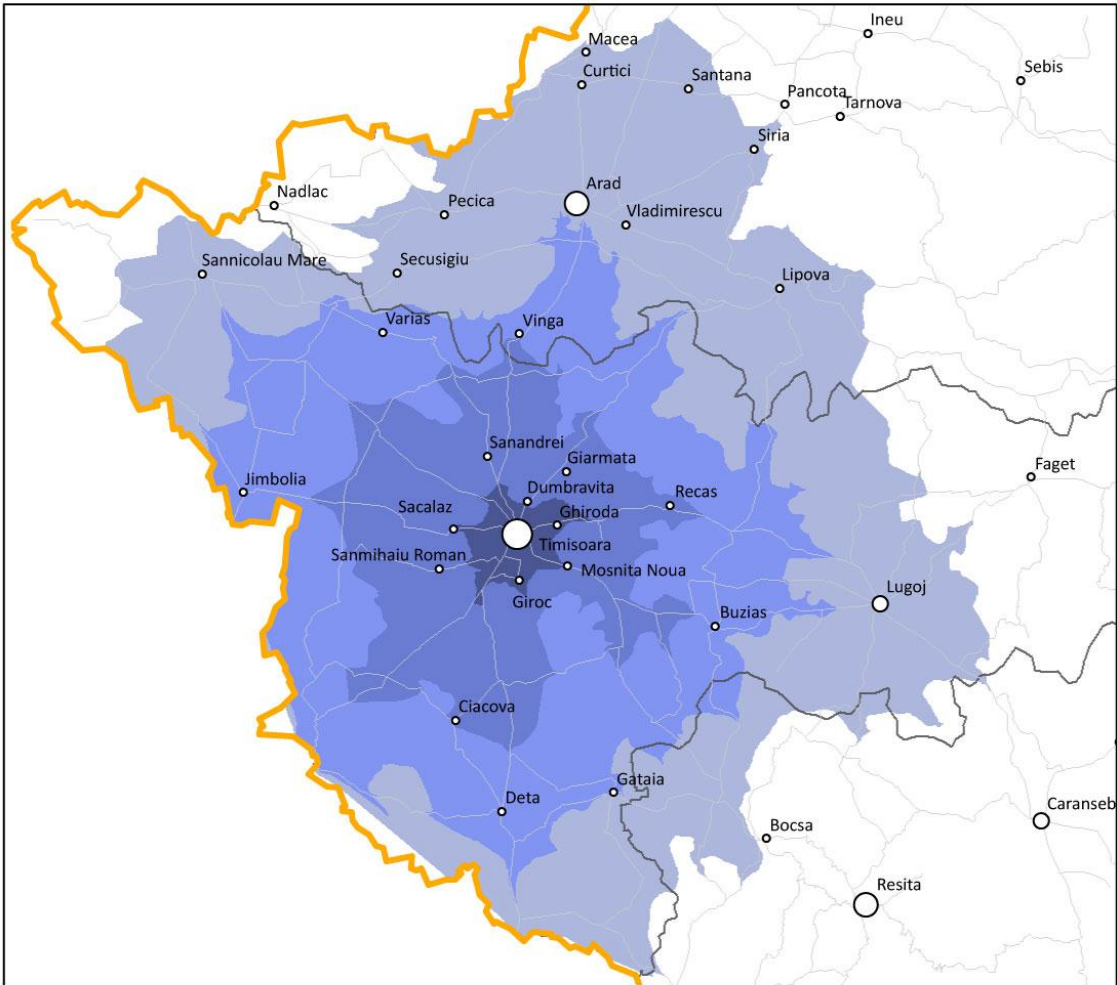 Ineu
Macea
Sebis
Curtici
Santana
Pancota
Tarnova
Siria
Nadlac
Arad
Pecica
Vladimirescu
Sannicolau Mare
Secusigiu
Lipova
Varias
Vinga
Sanandrei
Giarmata
Faget
Jimbolia
Dumbravita
Recas
Sacalaz
Ghiroda
Timisoara
Sanmihaiu Roman
Mosnita Noua
Lugoj
Giroc
Buzias
Ciacova
Gataia
Deta
Caranseb
Bocsa
Resita